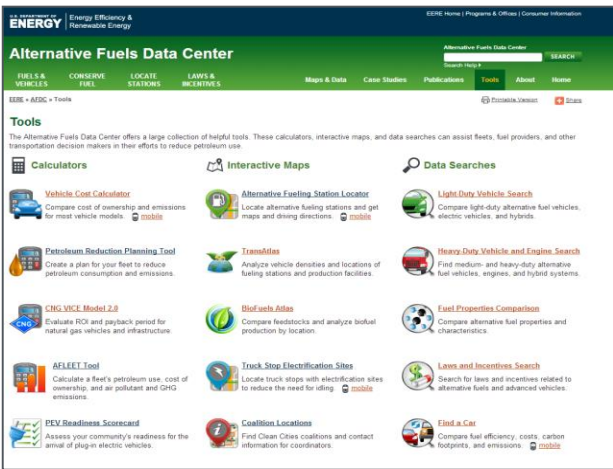 U.S. DEPARTMENT OF
ENERGY
Energy Efficiency &
Renewable Energy
EERE Home | Programs & Offices | Consumer Information
Alternative Fuels Data Center
Alternative Fuels Data Center
SEARCH
Search Help
FUELS & VEHICLES
CONSERVE FUEL
LOCATE STATIONS
LAWS & INCENTIVES
Maps & Data
Case Studies
Publications
Tools
About
Home
EERE » AFDC » Tools
Printable Version
Share
Tools
The Alternative Fuels Data Center offers a large collection of helpful tools. These calculators, interactive maps, and data searches can assist fleets, fuel providers, and other
transportation decision makers in their efforts to reduce petroleum use.
Calculators
Vehicle Cost Calculator
Compare cost of ownership and emissions
for most vehicle models. mobile
Petroleum Reduction Planning Tool
Create a plan for your fleet to reduce
petroleum consumption and emissions.
CNG
CNG VICE Model 2.0
Evaluate ROI and payback period for
natural gas vehicles and infrastructure.
AFLEET Tool
Calculate a fleet's petroleum use, cost of
ownership, and air pollutant and GHG
emissions.
PEV Readiness Scorecard
Assess your community's readiness for the
arrival of plug-in electric vehicles.
Interactive Maps
Alternative Fueling Station Locator
Locate alternative fueling stations and get
maps and driving directions. mobile
TransAtlas
Analyze vehicle densities and locations of
fueling stations and production facilities.
BioFuels Atlas
Compare feedstocks and analyze biofuel
production by location.
Truck Stop Electrification Sites
Locate truck stops with electrification sites
to reduce the need for idling. mobile
Coalition Locations
Find Clean Cities coalitions and contact
information for coordinators.
Data Searches
Light-Duty Vehicle Search
Compare light-duty alternative fuel vehicles,
electric vehicles, and hybrids.
Heavy-Duty Vehicle and Engine Search
Find medium- and heavy-duty alternative
fuel vehicles, engines, and hybrid systems.
Fuel Properties Comparison
Compare alternative fuel properties and
characteristics
Laws and Incentives Search
Search for laws and incentives related to
alternative fuels and advanced vehicles.
Find a Car
Compare fuel efficiency, costs, carbon
footprints, and emissions. mobile